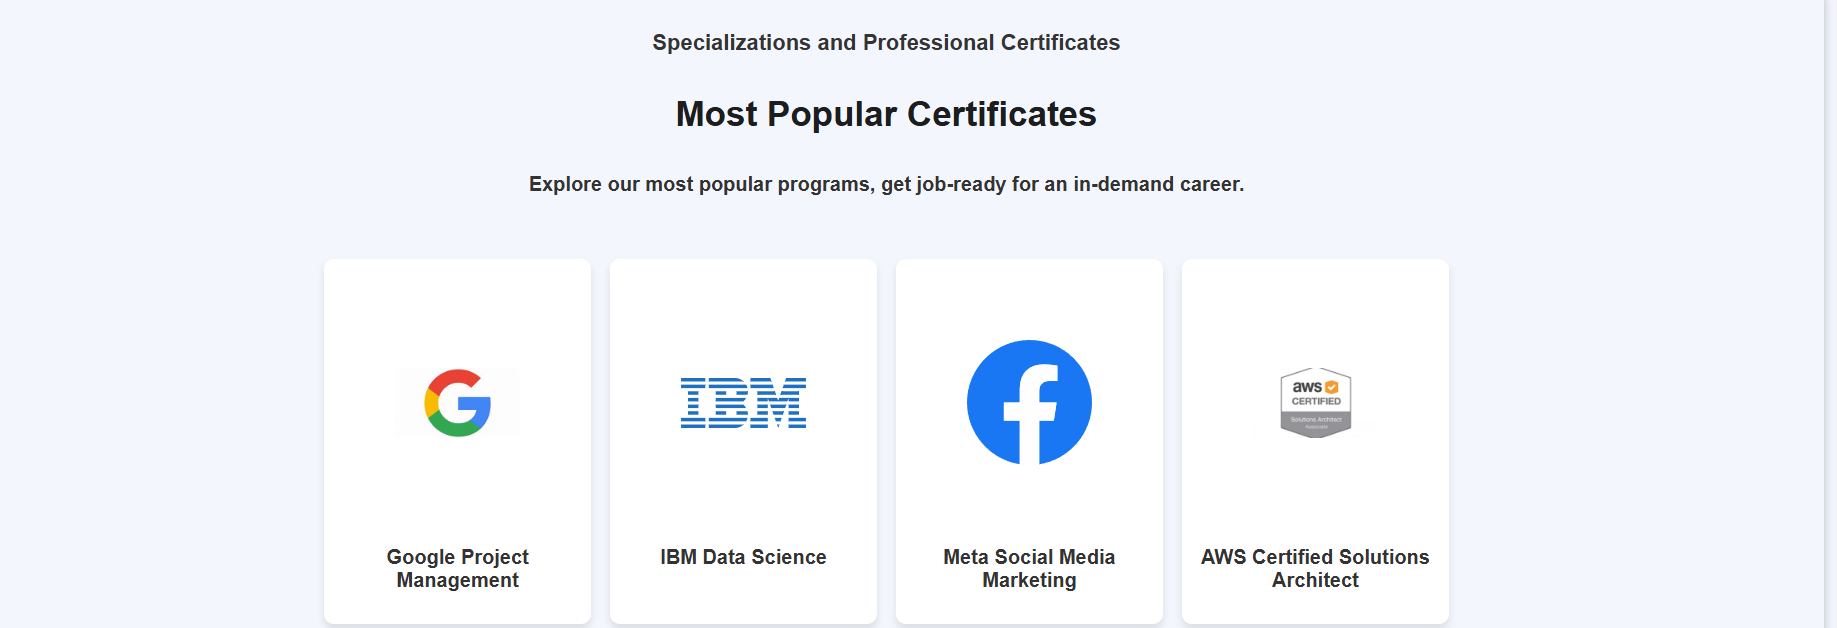 Specializations and Professional Certificates
Most Popular Certificates
Explore our most popular programs, get job-ready for an in-demand career.
IBM
aws
CERTIFIED
Solutions Architect
Associate
Google Project
Management
IBM Data Science
Meta Social Media
Marketing
AWS Certified Solutions
Architect